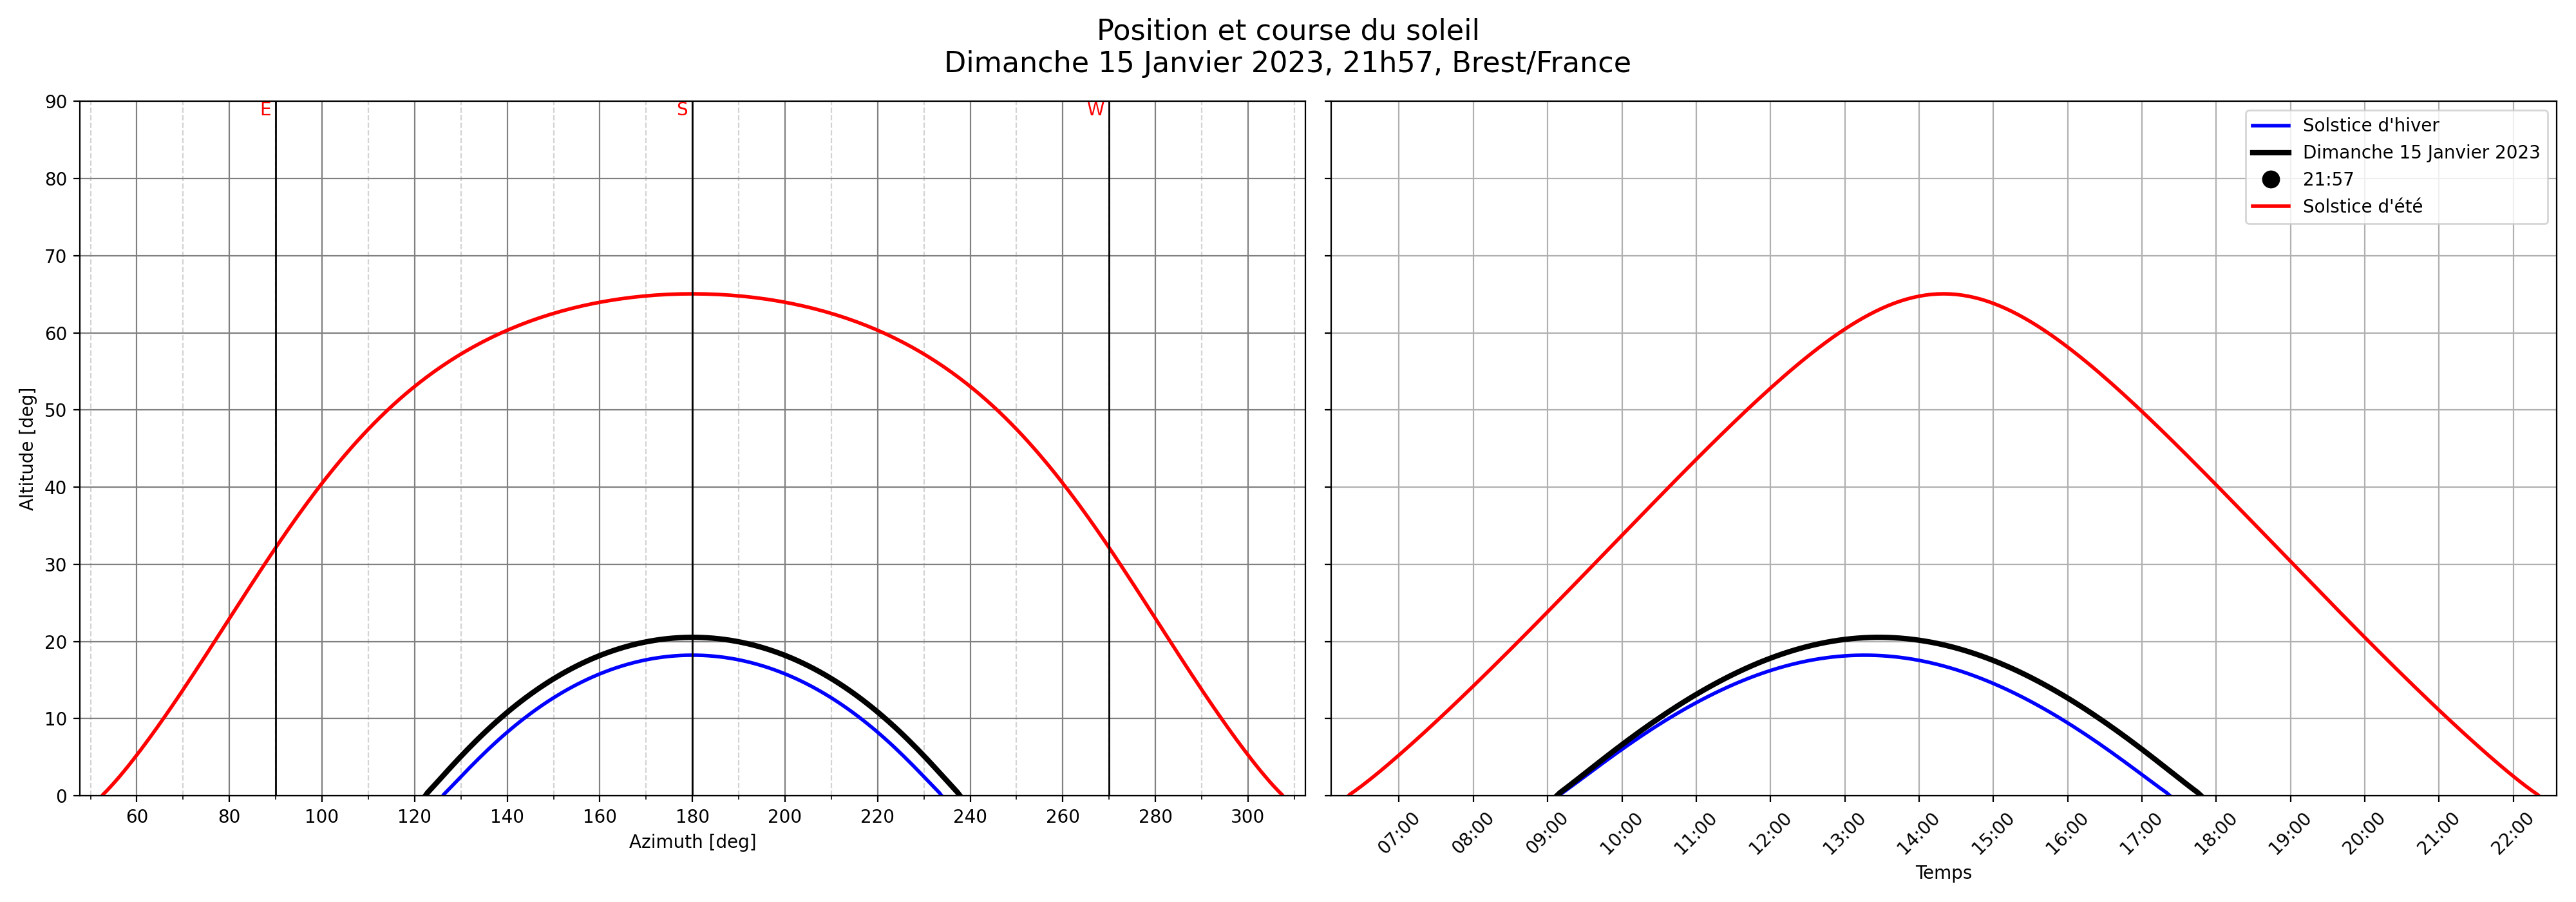 Position et course du soleil
Dimanche 15 Janvier 2023, 21h57, Brest/France
E
S
W
90
80
70
60
50
40
30
20
10
0
Altitude [deg]
60 80 100 120 140 160 180 200 220 240 260 280 300
Azimuth [deg]
Solstice d'hiver
Dimanche 15 Janvier 2023
21:57
Solstice d'été
07:00 08:00 09:00 10:00 11:00 12:00 13:00 14:00 15:00 16:00 17:00 18:00 19:00 20:00 21:00 22:00
Temps